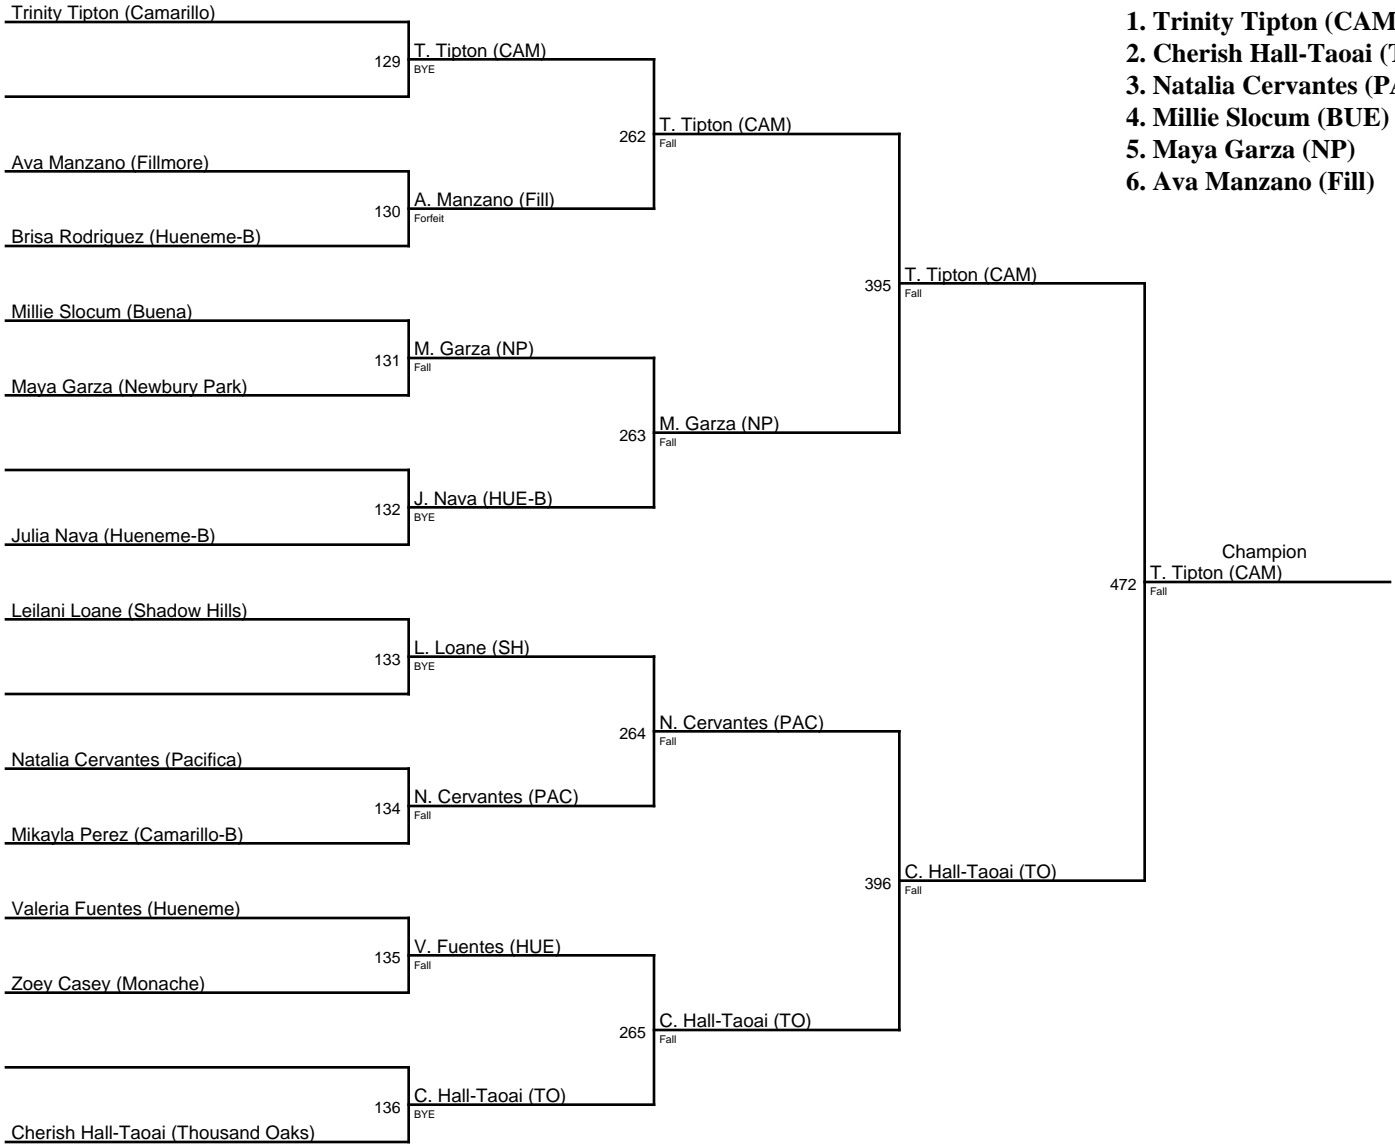 Trinity Tipton (Camarillo)
129
T. Tipton (CAM)
BYE
262
T. Tipton (CAM)
Fall
Ava Manzano (Fillmore)
130
A. Manzano (Fill)
Forfeit
Brisa Rodriguez (Hueneme-B)
395
T. Tipton (CAM)
Fall
Millie Slocum (Buena)
131
M. Garza (NP)
Fall
Maya Garza (Newbury Park)
263
M. Garza (NP)
Fall
132
J. Nava (HUE-B)
BYE
Julia Nava (Hueneme-B)
Champion
472
T. Tipton (CAM)
Fall
Leilani Loane (Shadow Hills)
133
L. Loane (SH)
BYE
264
N. Cervantes (PAC)
Fall
Natalia Cervantes (Pacifica)
134
N. Cervantes (PAC)
Fall
Mikayla Perez (Camarillo-B)
396
C. Hall-Taoai (TO)
Fall
Valeria Fuentes (Hueneme)
135
V. Fuentes (HUE)
Fall
Zoey Casey (Monache)
265
C. Hall-Taoai (TO)
Fall
136
C. Hall-Taoai (TO)
BYE
Cherish Hall-Taoai (Thousand Oaks)
1. Trinity Tipton (CAM
2. Cherish Hall-Taoai (T
3. Natalia Cervantes (PA
4. Millie Slocum (BUE)
5. Maya Garza (NP)
6. Ava Manzano (Fill)